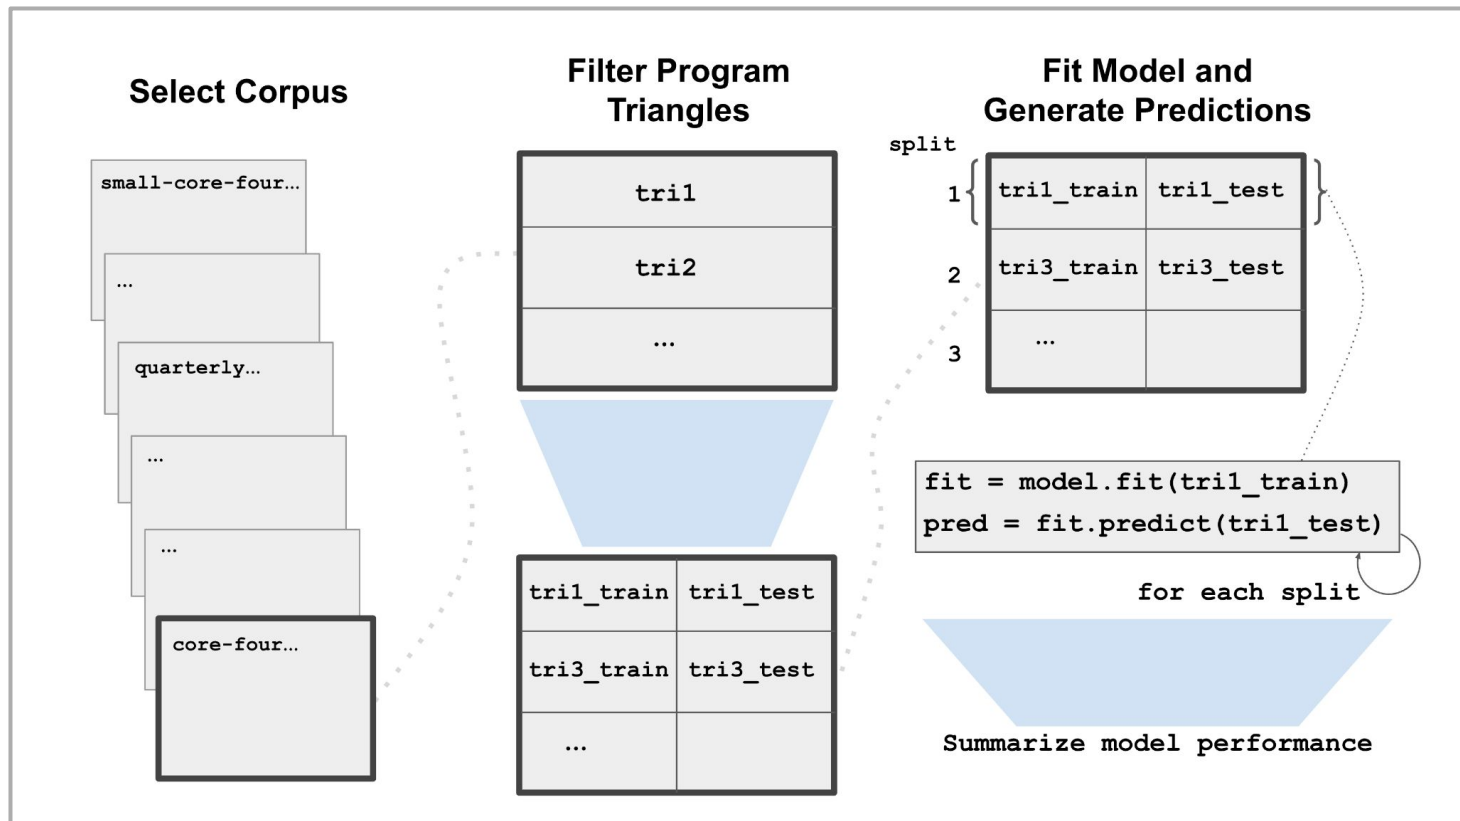 Select Corpus
small-core-four...
...
quarterly...
...
...
core-four...
Filter Program
Triangles
tri1
tri2
...
tri1_train tri1_test
tri3_train tri3_test
...
Fit Model and
Generate Predictions
split
1 tri1_train tri1_test
2 tri3_train tri3_test
3 ...
fit = model.fit(tri1_train)
pred = fit.predict(tri1_test)
for each split
Summarize model performance